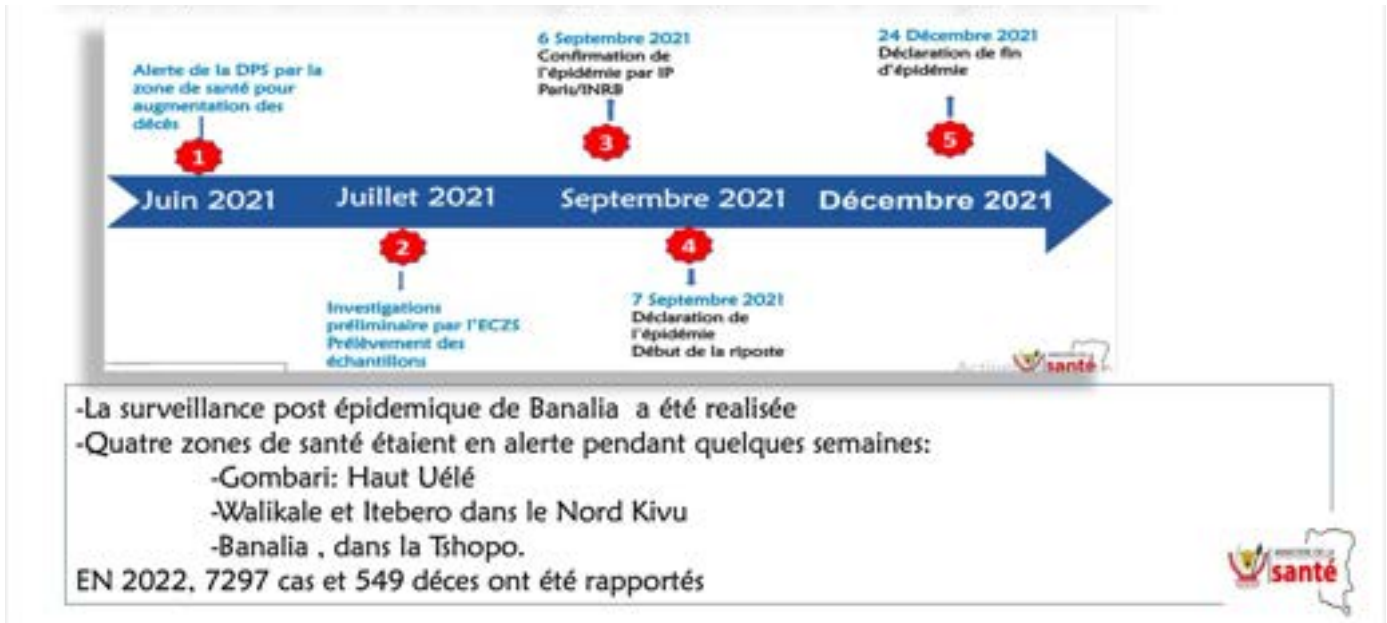 Alerte de la DPS par la
zone de santé pour
augmentation des
décès
6 Septembre 2021
Confirmation de
l'épidémie par IP
Paris/INRB
24 Décembre 2021
Déclaration de fin
d'épidémie
1
3
5
Juin 2021
Juillet 2021
Septembre 2021
Décembre 2021
2
4
Investigations
préliminaire par l'ECZS
Prélèvement des
échantillons
7 Septembre 2021
Déclaration de
l'épidémie
Début de la riposte
santé
-La surveillance post épidemique de Banalia a été realisée
-Quatre zones de santé étaient en alerte pendant quelques semaines:
-Gombari: Haut Uélé
-Walikale et Itebero dans le Nord Kivu
-Banalia , dans la Tshopo.
EN 2022, 7297 cas et 549 déces ont été rapportés
MINISTERE DE LA
santé